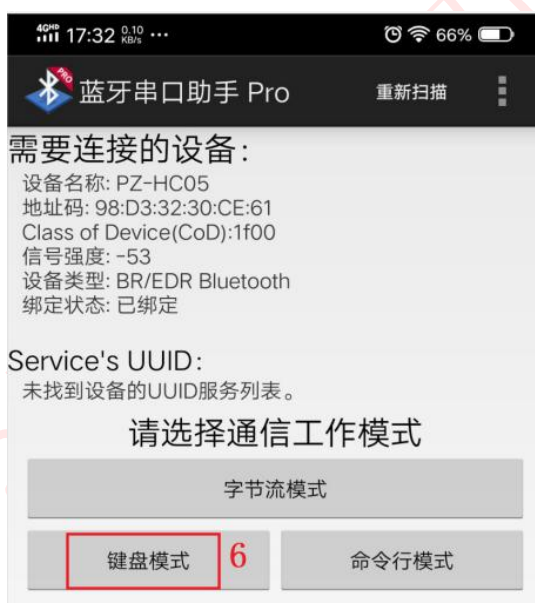 4GHD 17:32 0.10 KB/s ··· 66%
蓝牙串口助手 Pro 重新扫描
需要连接的设备:
设备名称: PZ-HC05
地址码: 98:D3:32:30:CE:61
Class of Device(CoD):1f00
信号强度: -53
设备类型: BR/EDR Bluetooth
绑定状态: 已绑定
Service's UUID:
未找到设备的UUID服务列表。
请选择通信工作模式
字节流模式
键盘模式 6 命令行模式